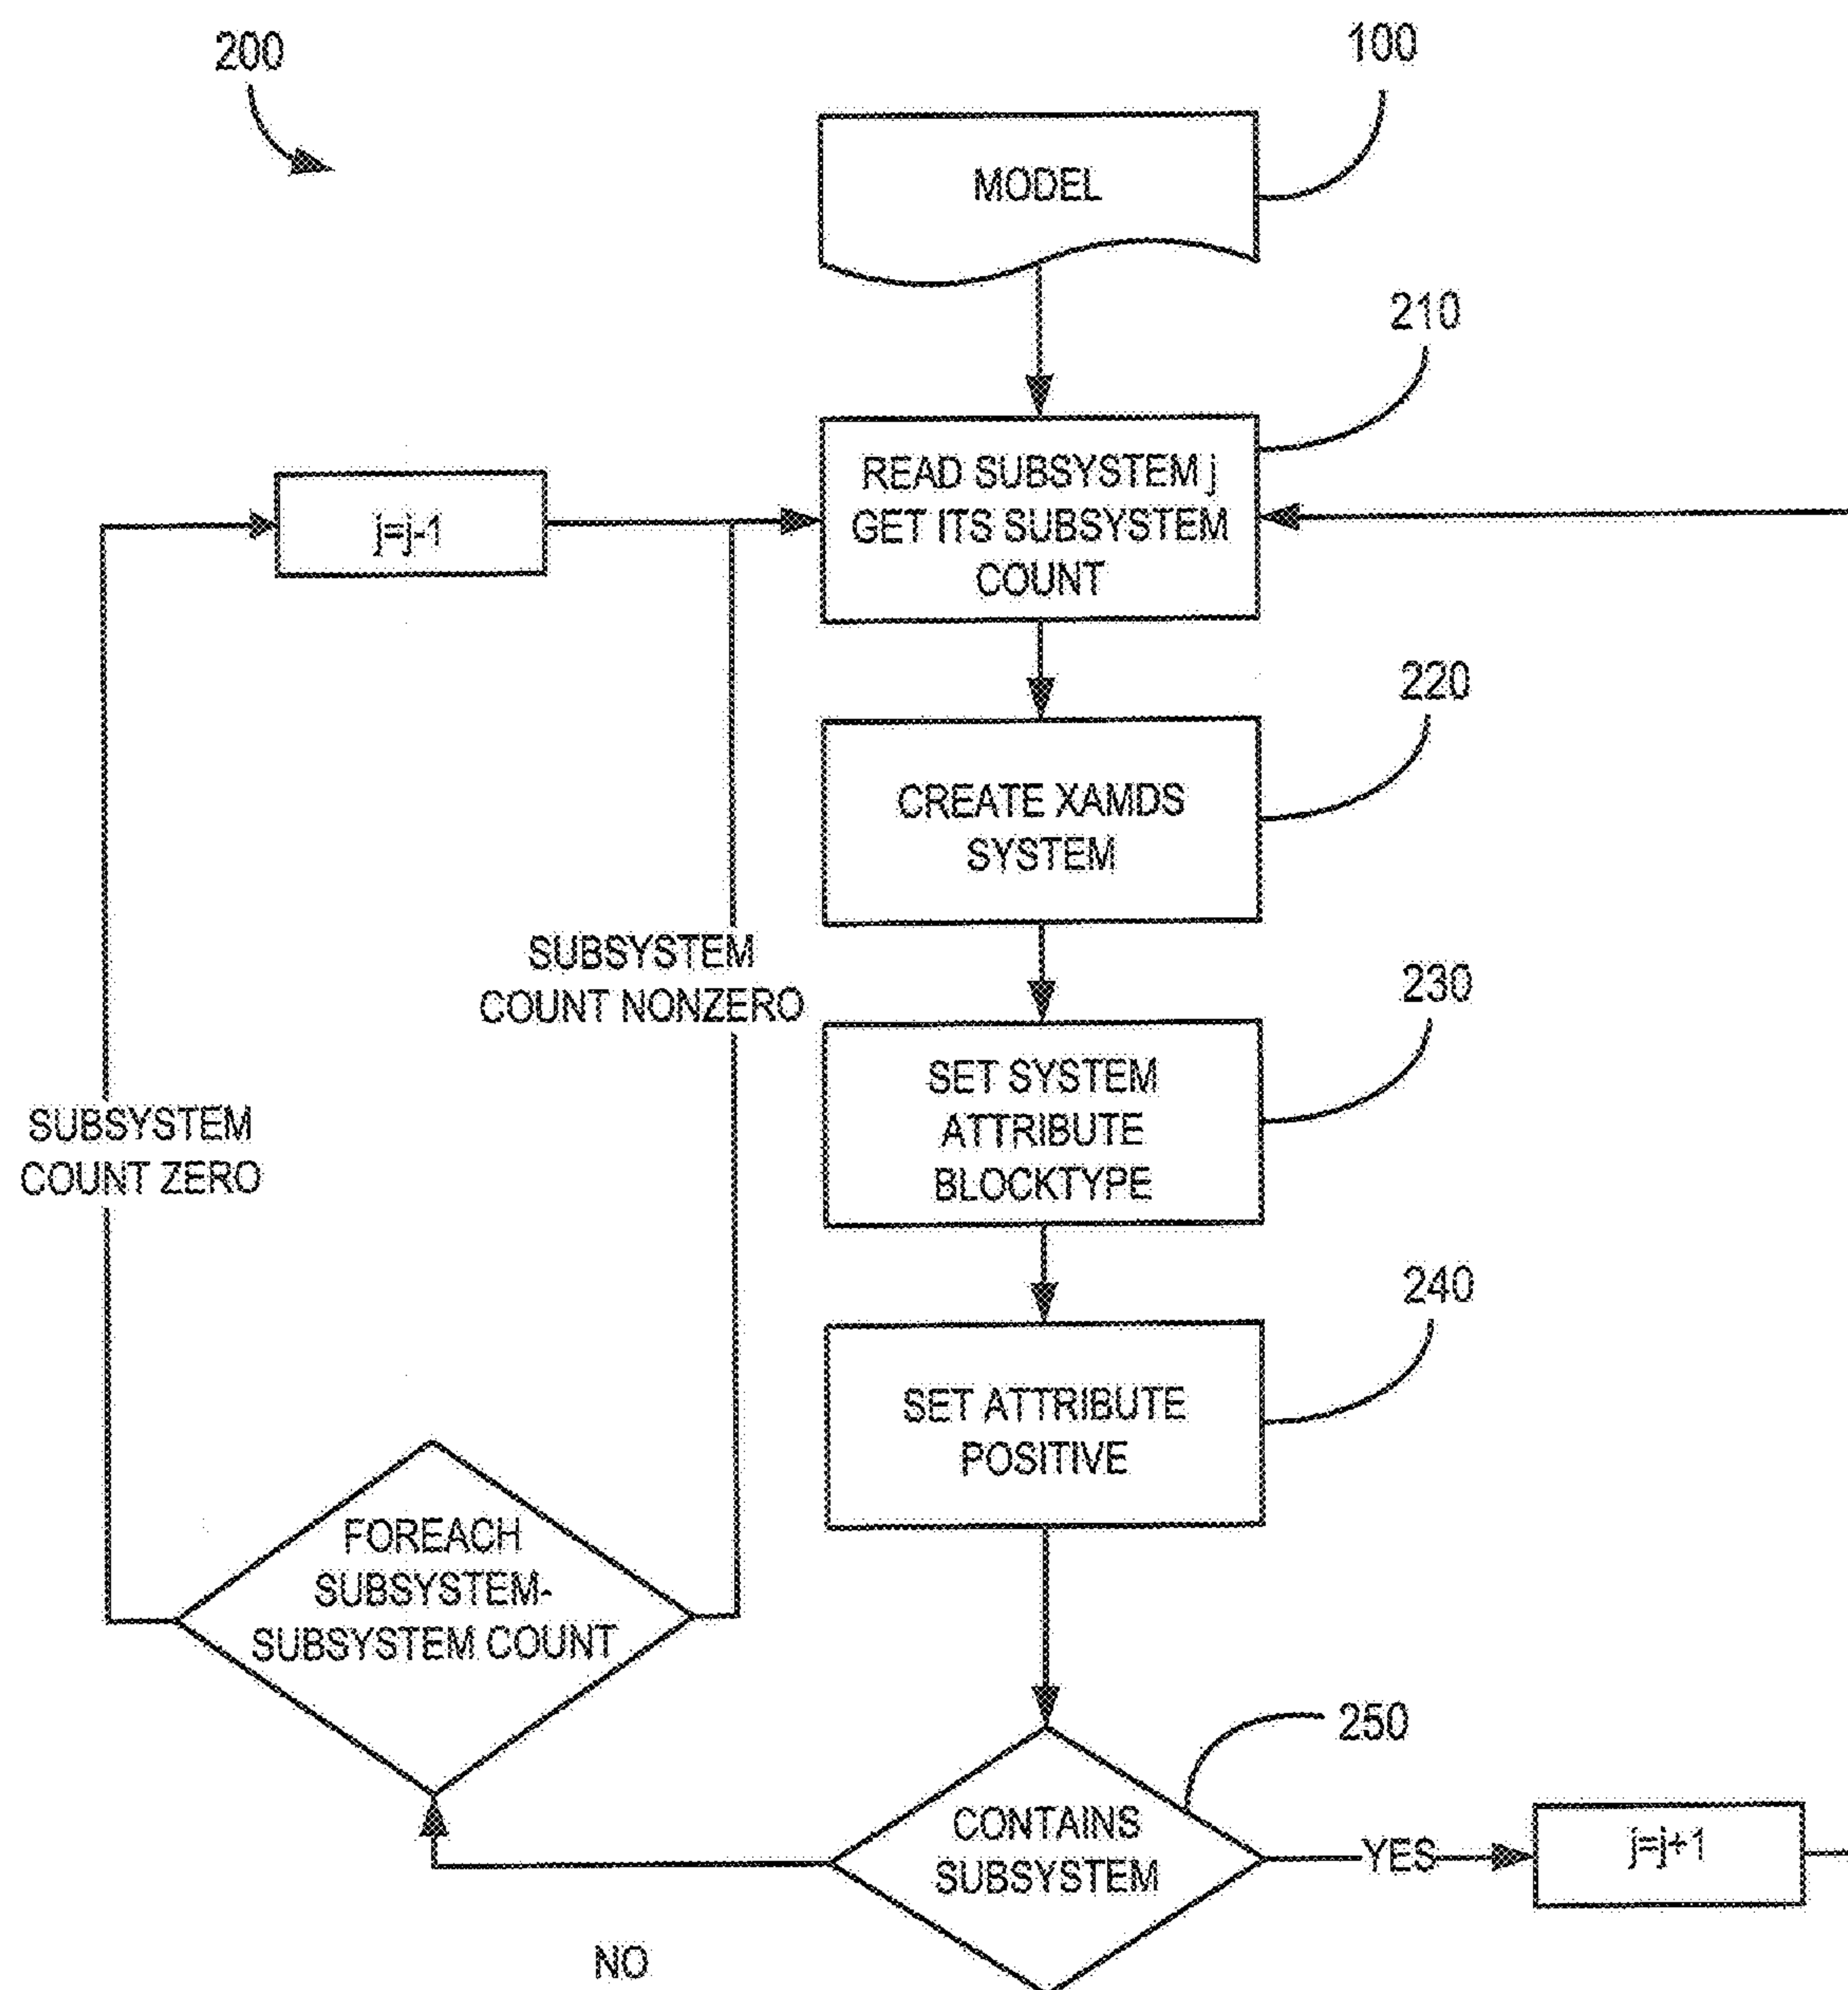 200
100
MODEL
210
READ SUBSYSTEM j
GET ITS SUBSYSTEM
COUNT
j=j-1
220
CREATE XAMDS
SYSTEM
SUBSYSTEM
COUNT NONZERO
230
SET SYSTEM
ATTRIBUTE
BLOCKTYPE
SUBSYSTEM
COUNT ZERO
240
SET ATTRIBUTE
POSITIVE
FOREACH
SUBSYSTEM-
SUBSYSTEM COUNT
250
CONTAINS
SUBSYSTEM
YES
j=j+1
NO